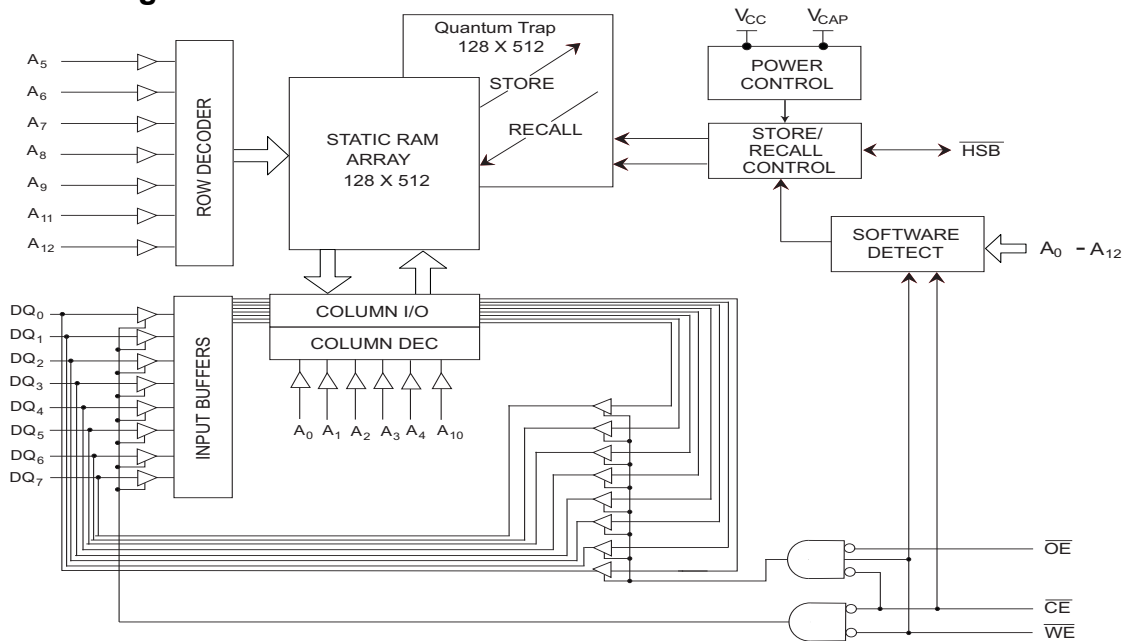 V_CC V_CAP
Quantum Trap
128 X 512
POWER
CONTROL
A5
A6
A7
A8
A9
A11
A12
ROW DECODER
STORE
RECALL
STATIC RAM
ARRAY
128 X 512
STORE/
RECALL
CONTROL
HSB
SOFTWARE
DETECT
A0 - A12
DQ0
DQ1
DQ2
DQ3
DQ4
DQ5
DQ6
DQ7
INPUT BUFFERS
COLUMN I/O
COLUMN DEC
A0 A1 A2 A3 A4 A10
OE
CE
WE